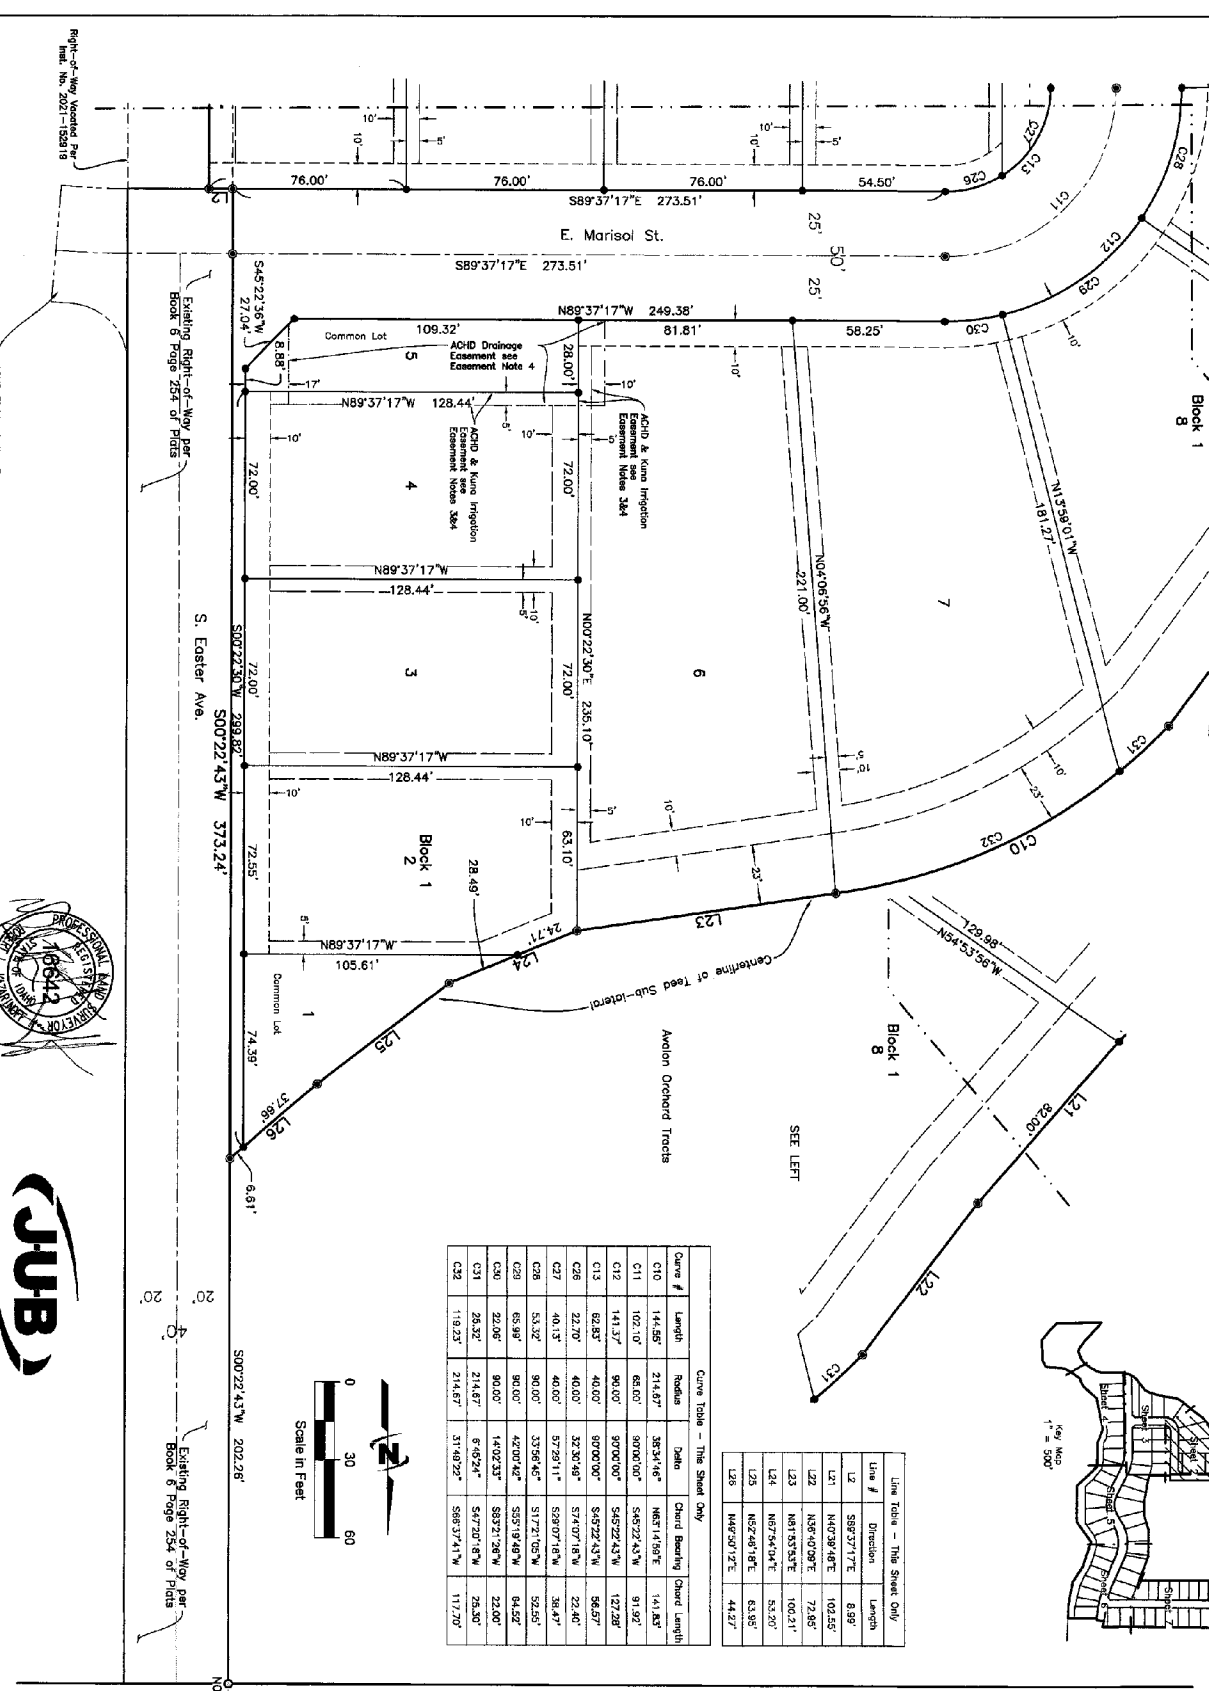 Right-of-Way Vacated Per
Inst. No. 2021-152919
10'
5'
10'
10'
5'
10'
76.00'
76.00'
76.00'
54.50'
S89°37'17"E 273.51'
L2
C26
C13
C27
C11
C28
C12
C29
C30
10'
E. Marisol St.
25'
50'
25'
S89°37'17"E 273.51'
S45°22'36"W
27.04'
8.88'
N89°37'17"W 249.38'
109.32'
81.81'
58.25'
Common Lot
5
ACHD Drainage
Easement see
Easement Note 4
28.00'
10'
10'
17'
N89°37'17"W 128.44'
5'
10'
10'
5'
ACHD & Kuna Irrigation
Easement see
Easement Notes 3&4
ACHD & Kuna Irrigation
Easement see
Easement Notes 3&4
Existing Right-of-Way per
Book 6 Page 254 of Plats
72.00'
4
72.00'
N89°37'17"W
128.44'
10'
5'
N04°06'56"W
221.00'
N13°59'01"W
181.27'
Block 1
8
7
6
3
72.00'
72.00'
N00°22'30"E 235.10'
S. Easter Ave.
S00°22'30"W 299.82'
S00°22'43"W 373.24'
N89°37'17"W
128.44'
10'
5'
10'
5'
10'
10'
23'
10'
C31
C32
C10
23'
Block 1
2
72.55'
63.10'
28.49'
24.71'
5'
N89°37'17"W
105.61'
L24
L23
Centerline of Teed Sub-lateral
Common Lot
1
74.39'
L25
37.66'
L26
6.61'
Avalon Orchard Tracts
129.98'
N54°53'56"W
Block 1
8
SEE LEFT
L21
82.00'
L22
C31
PROFESSIONAL LAND SURVEYOR
REGISTERED
18642
STATE OF IDAHO
J·U·B
20'
40'
20'
S00°22'43"W 202.26'
Existing Right-of-Way per
Book 6 Page 254 of Plats
Curve Table - This Sheet Only
Curve # Length Radius Delta Chord Bearing Chord Length
C10 144.55' 214.67' 38°34'46" N63°14'59"E 141.83'
C11 102.10' 65.00' 90°00'00" S45°22'43"W 91.92'
C12 141.37' 90.00' 90°00'00" S45°22'43"W 127.28'
C13 62.83' 40.00' 90°00'00" S45°22'43"W 56.57'
C26 22.70' 40.00' 32°30'49" S74°07'18"W 22.40'
C27 40.13' 40.00' 57°29'11" S29°07'18"W 38.47'
C28 53.32' 90.00' 33°56'45" S17°21'05"W 52.55'
C29 65.99' 90.00' 42°00'42" S55°19'49"W 64.52'
C30 22.06' 90.00' 14°02'33" S83°21'26"W 22.00'
C31 25.32' 214.67' 6°45'24" S47°20'18"W 25.30'
C32 119.23' 214.67' 31°49'22" S66°37'41"W 117.70'
Line Table - This Sheet Only
Line # Direction Length
L2 S89°37'17"E 8.99'
L21 N40°39'48"E 102.55'
L22 N36°40'09"E 72.95'
L23 N81°53'53"E 100.21'
L24 N67°54'04"E 53.20'
L25 N52°46'18"E 63.95'
L26 N49°50'12"E 44.27'
N
0 30 60
Scale in Feet
Key Map
1" = 500'
Sheet 2
Sheet 3
Sheet 4
Sheet 5
Sheet 6
Sheet 7